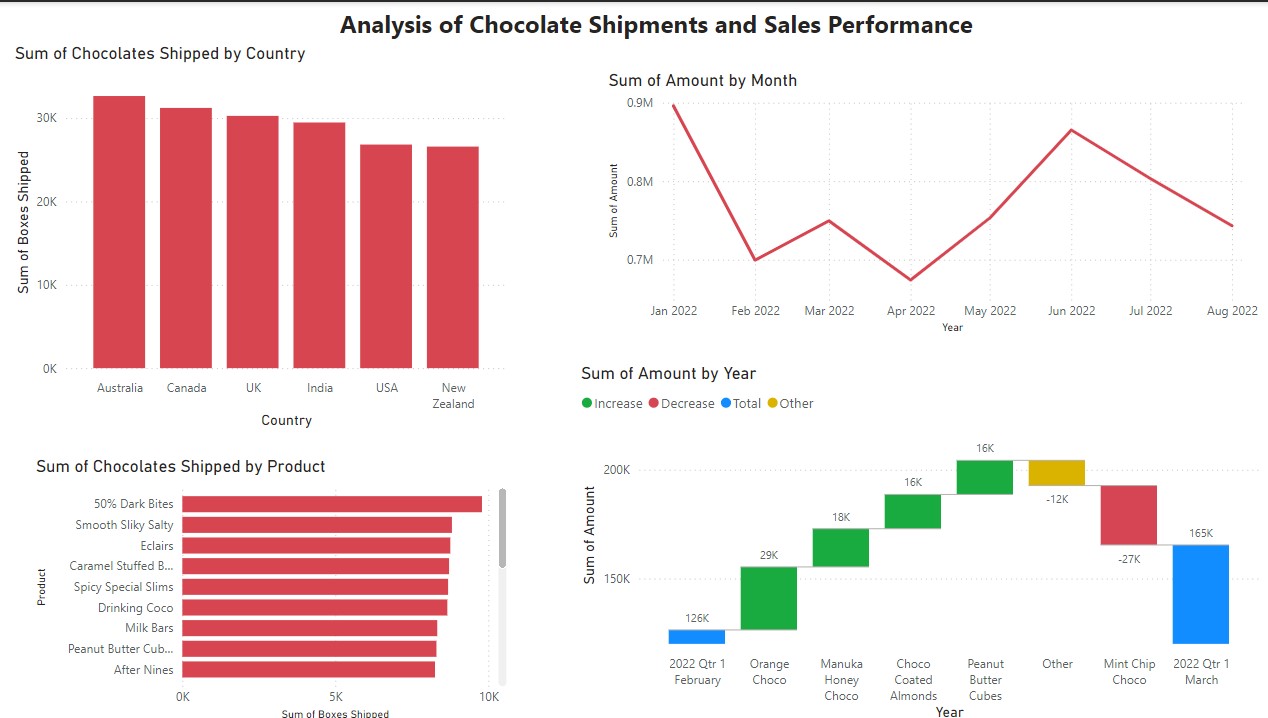 Analysis of Chocolate Shipments and Sales Performance
Sum of Chocolates Shipped by Country
Sum of Boxes Shipped
30K
20K
10K
0K
Australia
Canada
UK
India
USA
New
Zealand
Country
Sum of Amount by Month
Sum of Amount
0.9M
0.8M
0.7M
Jan 2022
Feb 2022
Mar 2022
Apr 2022
May 2022
Jun 2022
Jul 2022
Aug 2022
Year
Sum of Chocolates Shipped by Product
Product
50% Dark Bites
Smooth Sliky Salty
Eclairs
Caramel Stuffed B...
Spicy Special Slims
Drinking Coco
Milk Bars
Peanut Butter Cub...
After Nines
0K
5K
10K
Sum of Boxes Shipped
Sum of Amount by Year
Increase
Decrease
Total
Other
Sum of Amount
200K
150K
126K
29K
18K
16K
16K
-12K
-27K
165K
2022 Qtr 1
February
Orange
Choco
Manuka
Honey
Choco
Choco
Coated
Almonds
Peanut
Butter
Cubes
Other
Mint Chip
Choco
2022 Qtr 1
March
Year